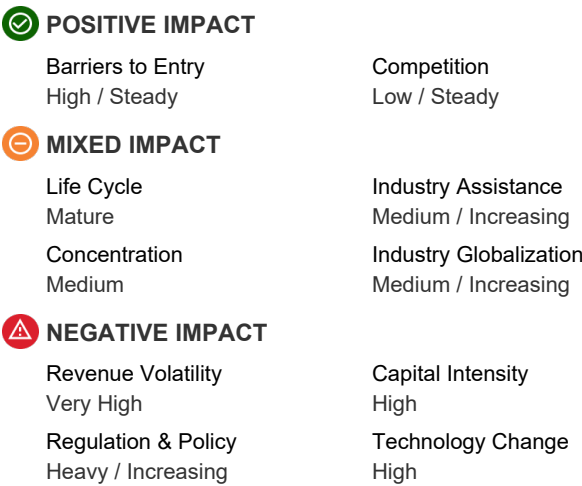 POSITIVE IMPACT
Barriers to Entry
High / Steady
Competition
Low / Steady
MIXED IMPACT
Life Cycle
Mature
Industry Assistance
Medium / Increasing
Concentration
Medium
Industry Globalization
Medium / Increasing
NEGATIVE IMPACT
Revenue Volatility
Very High
Capital Intensity
High
Regulation & Policy
Heavy / Increasing
Technology Change
High